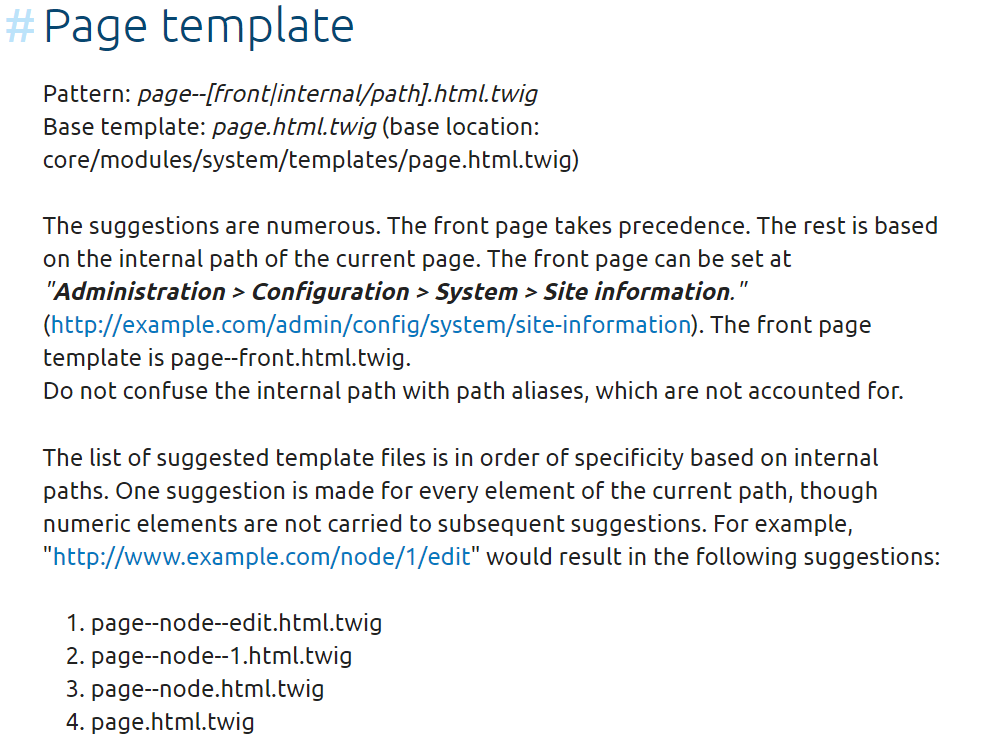 # Page template
Pattern: page--[front|internal/path].html.twig
Base template: page.html.twig (base location:
core/modules/system/templates/page.html.twig)
The suggestions are numerous. The front page takes precedence. The rest is based
on the internal path of the current page. The front page can be set at
"Administration > Configuration > System > Site information."
(http://example.com/admin/config/system/site-information). The front page
template is page--front.html.twig.
Do not confuse the internal path with path aliases, which are not accounted for.
The list of suggested template files is in order of specificity based on internal
paths. One suggestion is made for every element of the current path, though
numeric elements are not carried to subsequent suggestions. For example,
"http://www.example.com/node/1/edit" would result in the following suggestions:
1. page--node--edit.html.twig
2. page--node--1.html.twig
3. page--node.html.twig
4. page.html.twig